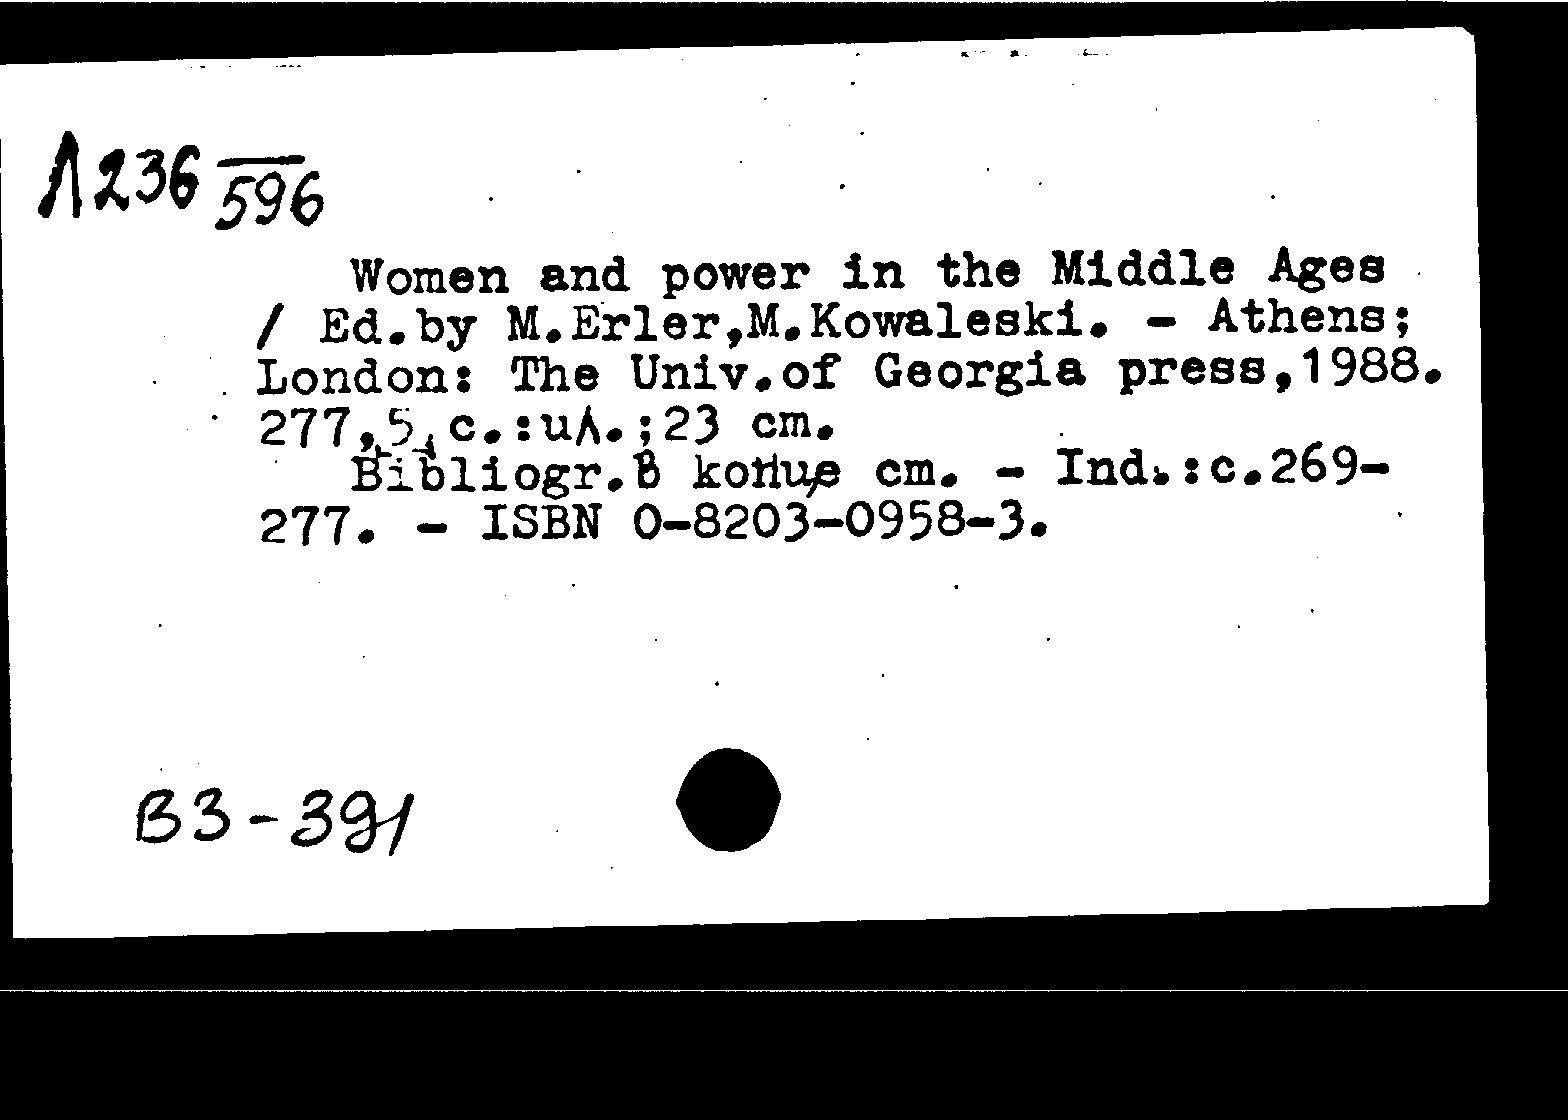 Л236 596
Women and power in the Middle Ages
/ Ed.by M.Erler,M.Kowaleski. - Athens;
London: The Univ.of Georgia press,1988.
277,5 c.:ил.;23 cm.
Bibliogr.в конце cm. - Ind.:c.269-
277. - ISBN 0-8203-0958-3.
В3-391